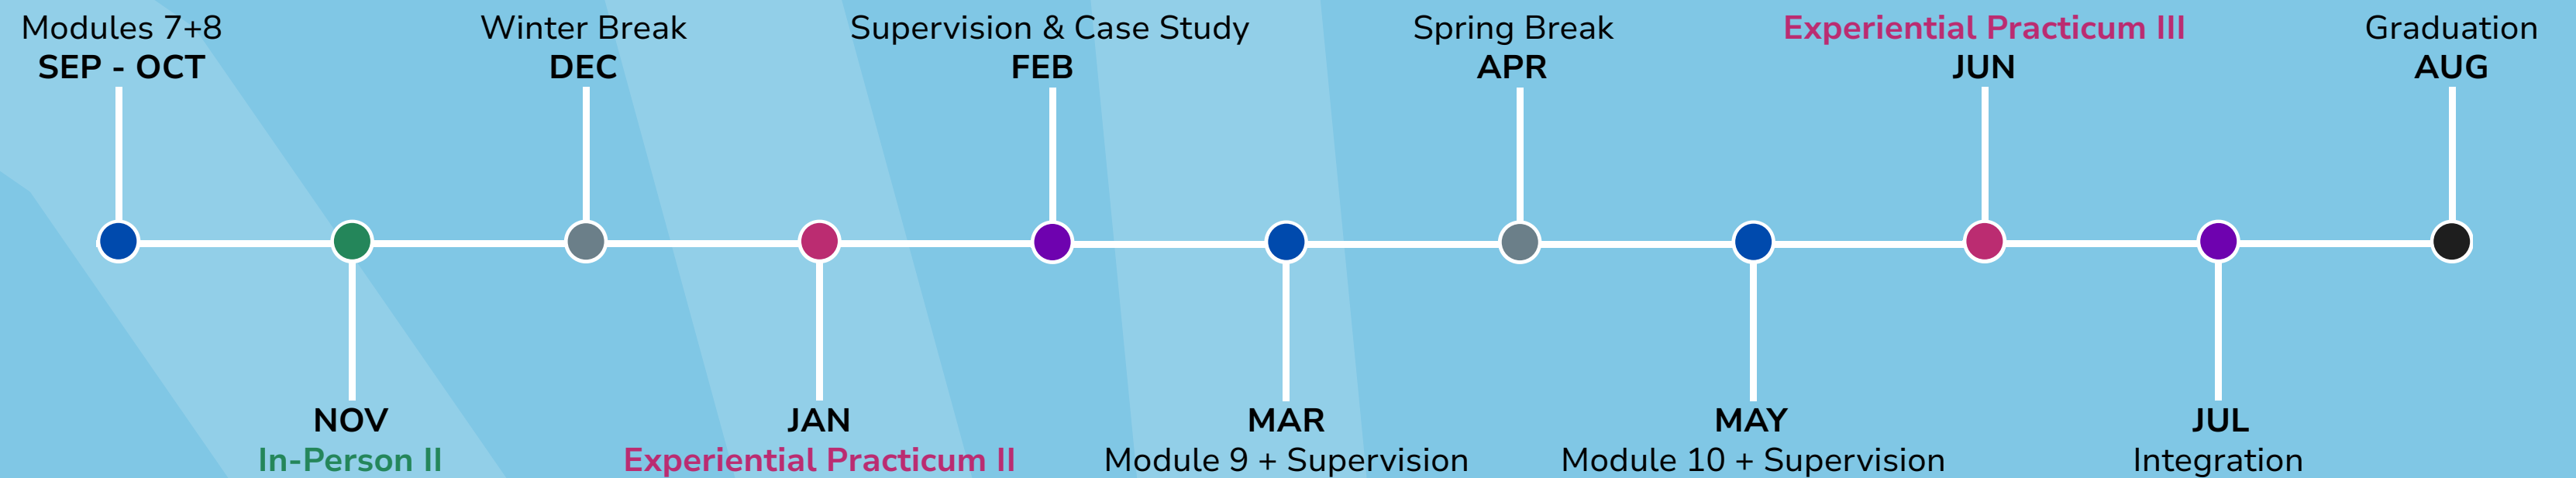 Modules 7+8
SEP - OCT
NOV
In-Person II
Winter Break
DEC
JAN
Experiential Practicum II
Supervision & Case Study
FEB
MAR
Module 9 + Supervision
Spring Break
APR
MAY
Module 10 + Supervision
Experiential Practicum III
JUN
JUL
Integration
Graduation
AUG